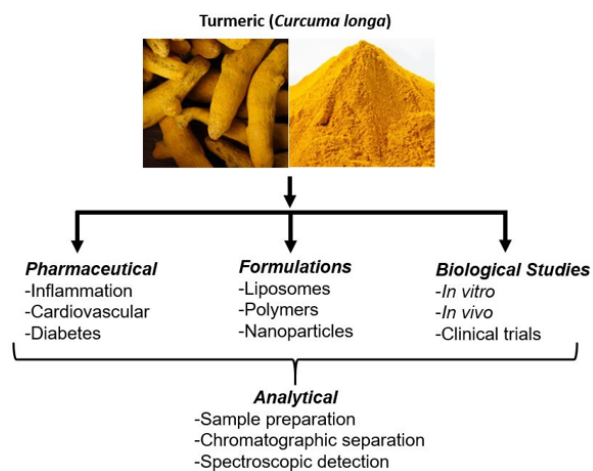 Turmeric (Curcuma longa)
Pharmaceutical
-Inflammation
-Cardiovascular
-Diabetes
Formulations
-Liposomes
-Polymers
-Nanoparticles
Biological Studies
-In vitro
-In vivo
-Clinical trials
Analytical
-Sample preparation
-Chromatographic separation
-Spectroscopic detection